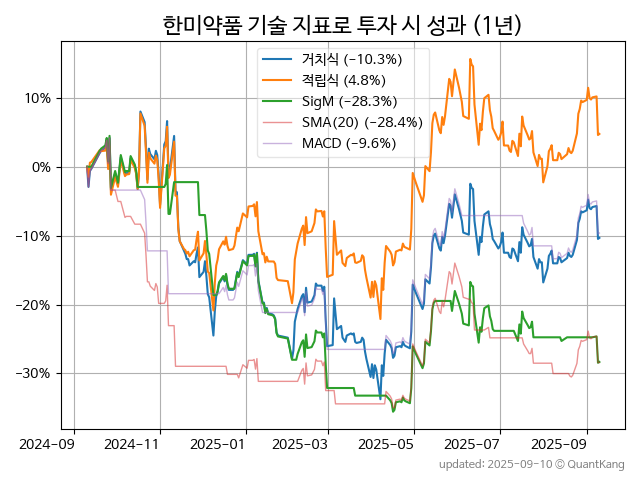 한미약품 기술 지표로 투자 시 성과 (1년)
거치식 (−10.3%)
적립식 (4.8%)
SigM (−28.3%)
SMA(20) (−28.4%)
MACD (−9.6%)
10%
0%
−10%
−20%
−30%
2024-09 2024-11 2025-01 2025-03 2025-05 2025-07 2025-09
updated: 2025-09-10 © QuantKang